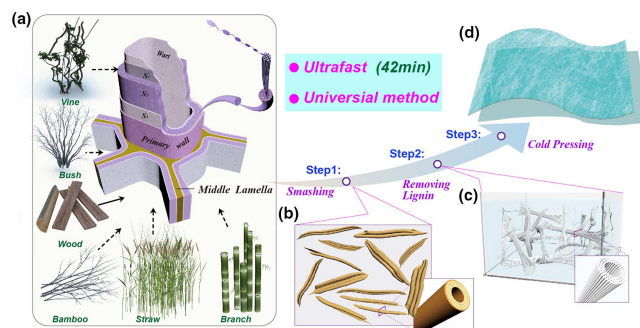 (a)
Vine
Bush
Wood
Bamboo
Straw
Branch
Wart
S3
S2
S1
Primary wall
Middle Lamella
Ultrafast (42min)
Universial method
Step1:
Smashing
Step2:
Removing
Lignin
Step3:
Cold Pressing
(b)
(c)
(d)